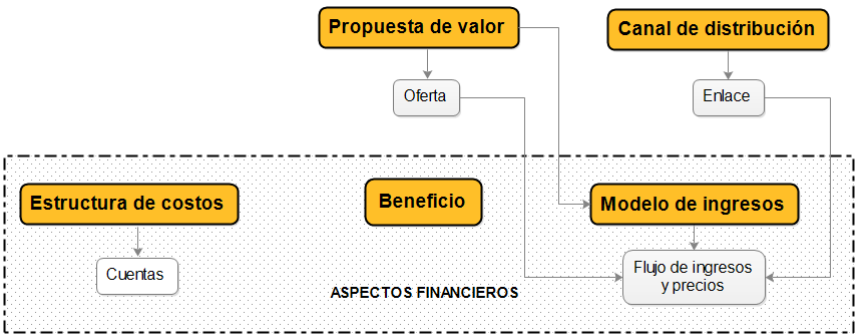 Propuesta de valor
Canal de distribución
Oferta
Enlace
Estructura de costos
Beneficio
Modelo de ingresos
Cuentas
Flujo de ingresos
y precios
ASPECTOS FINANCIEROS